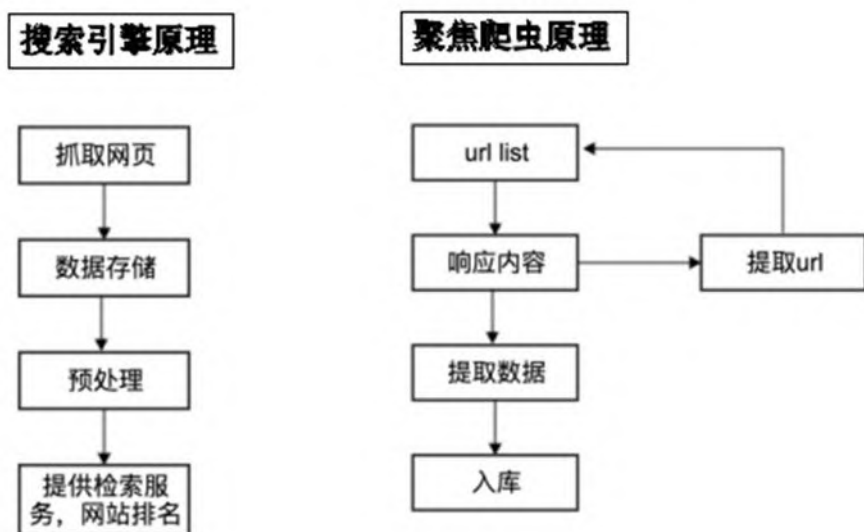 搜索引擎原理
聚焦爬虫原理
抓取网页
数据存储
预处理
提供检索服
务，网站排名
url list
响应内容
提取url
提取数据
入库